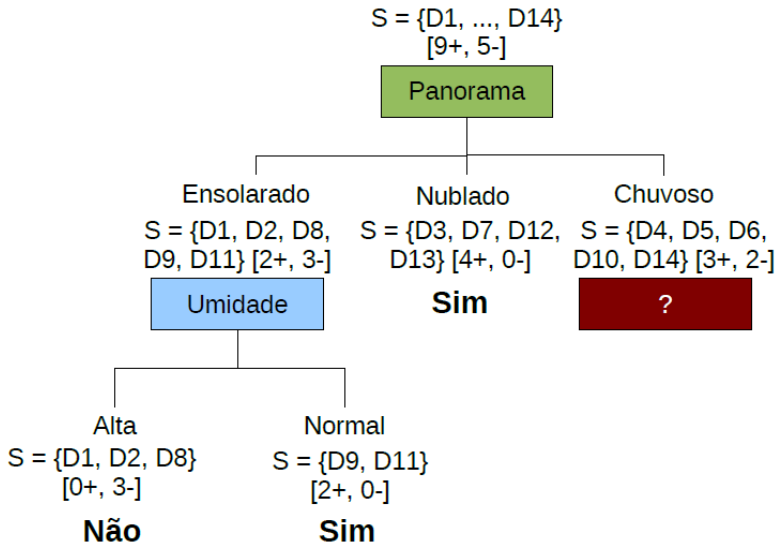 S = {D1, ..., D14}
[9+, 5-]
Panorama
Ensolarado
S = {D1, D2, D8,
D9, D11} [2+, 3-]
Umidade
Nublado
S = {D3, D7, D12,
D13} [4+, 0-]
Sim
Chuvoso
S = {D4, D5, D6,
D10, D14} [3+, 2-]
?
Alta
S = {D1, D2, D8}
[0+, 3-]
Não
Normal
S = {D9, D11}
[2+, 0-]
Sim